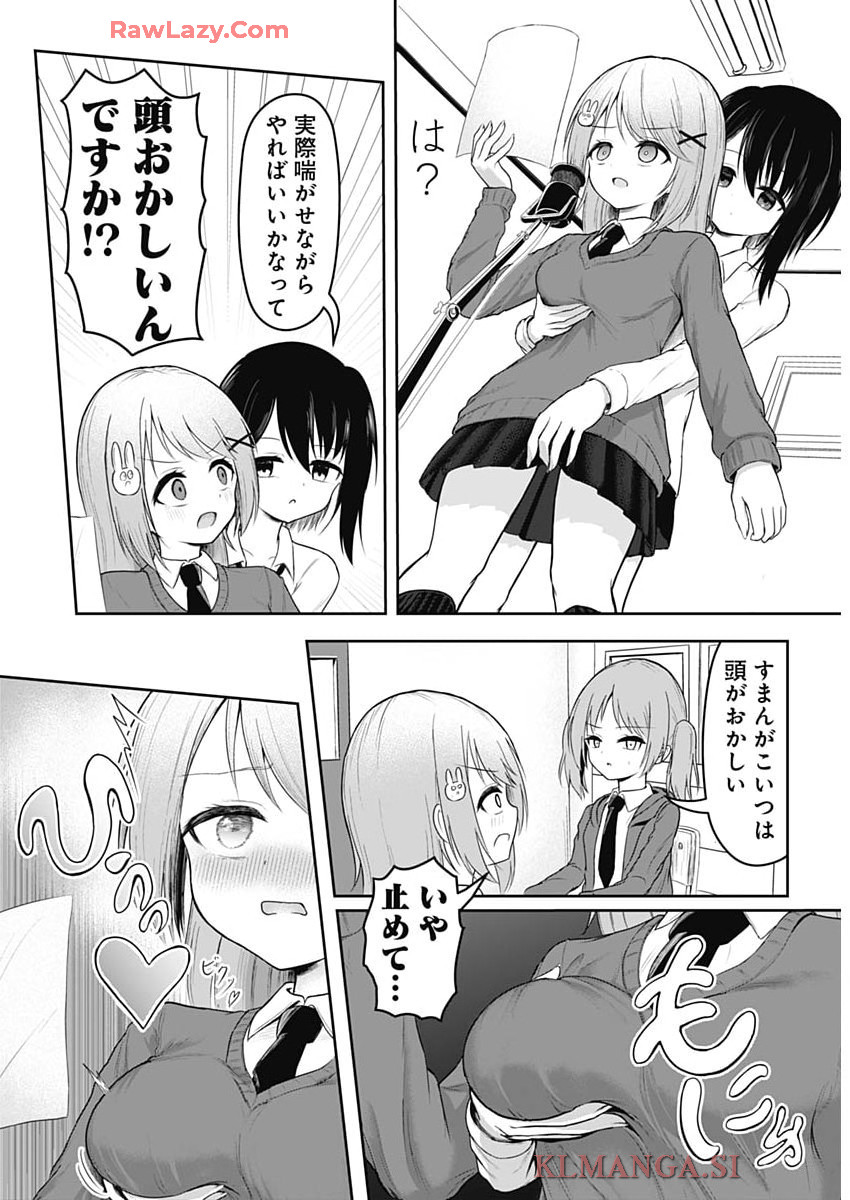 RawLazy.Com
は?
実際喘がせながら
やればいいかなって
頭おかしいん
ですか!?
すまんがこいつは
頭がおかしい
いや
止めて…
もにゅ
ひぅんっ
ビクン
KLMANGA.SI